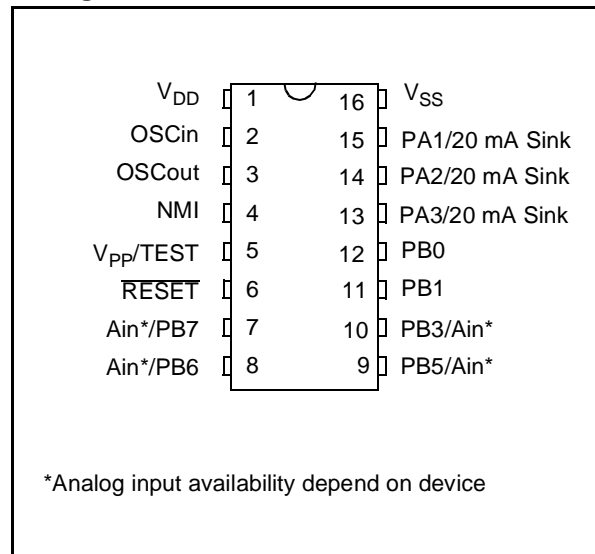 VDD 1 16 VSS
OSCin 2 15 PA1/20 mA Sink
OSCout 3 14 PA2/20 mA Sink
NMI 4 13 PA3/20 mA Sink
VPP/TEST 5 12 PB0
RESET 6 11 PB1
Ain*/PB7 7 10 PB3/Ain*
Ain*/PB6 8 9 PB5/Ain*
*Analog input availability depend on device